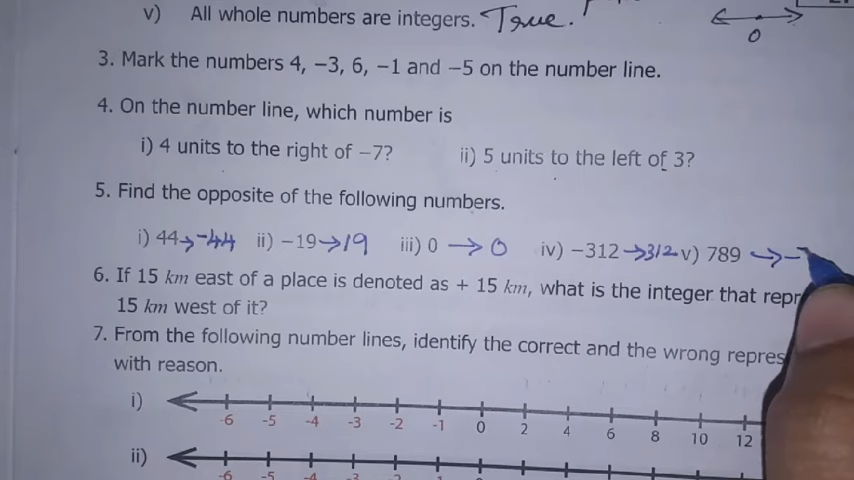 v) All whole numbers are integers. True.
0
3. Mark the numbers 4, −3, 6, −1 and −5 on the number line.
4. On the number line, which number is
i) 4 units to the right of −7? ii) 5 units to the left of 3?
5. Find the opposite of the following numbers.
i) 44→-44 ii) −19→19 iii) 0 → 0 iv) −312→312 v) 789 →-
6. If 15 km east of a place is denoted as + 15 km, what is the integer that
15 km west of it?
7. From the following number lines, identify the correct and the wrong
with reason.
i) -6 -5 -4 -3 -2 -1 0 2 4 6 8 10 12
ii) -6 -5 -4 -3